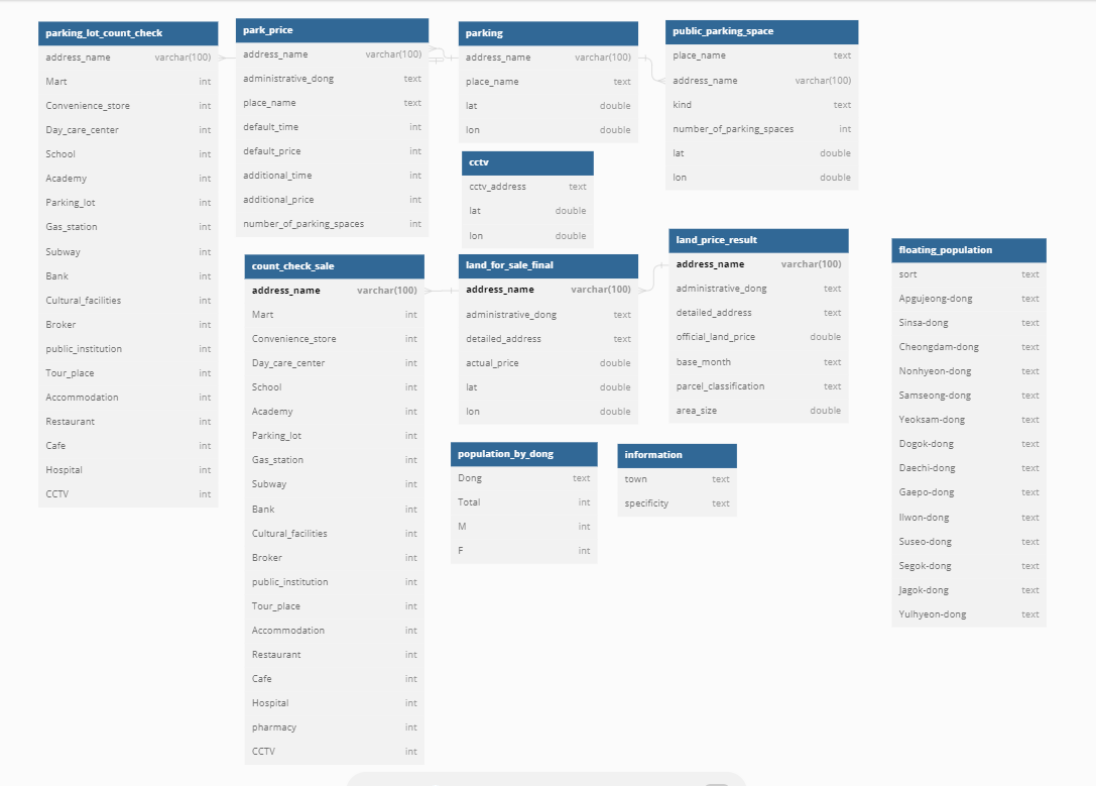 parking_lot_count_check
address_name varchar(100)
Mart int
Convenience_store int
Day_care_center int
School int
Academy int
Parking_lot int
Gas_station int
Subway int
Bank int
Cultural_facilities int
Broker int
public_institution int
Tour_place int
Accommodation int
Restaurant int
Cafe int
Hospital int
CCTV int
park_price
address_name varchar(100)
administrative_dong text
place_name text
default_time int
default_price int
additional_time int
additional_price int
number_of_parking_spaces int
parking
address_name varchar(100)
place_name text
lat double
lon double
public_parking_space
place_name text
address_name varchar(100)
kind text
number_of_parking_spaces int
lat double
lon double
cctv
cctv_address text
lat double
lon double
count_check_sale
address_name varchar(100)
Mart int
Convenience_store int
Day_care_center int
School int
Academy int
Parking_lot int
Gas_station int
Subway int
Bank int
Cultural_facilities int
Broker int
public_institution int
Tour_place int
Accommodation int
Restaurant int
Cafe int
Hospital int
pharmacy int
CCTV int
land_for_sale_final
address_name varchar(100)
administrative_dong text
detailed_address text
actual_price double
lat double
lon double
land_price_result
address_name varchar(100)
administrative_dong text
detailed_address text
official_land_price double
base_month text
parcel_classification text
area_size double
population_by_dong
Dong text
Total int
M int
F int
information
town text
specificity text
floating_population
sort text
Apgujeong-dong text
Sinsa-dong text
Cheongdam-dong text
Nonhyeon-dong text
Samseong-dong text
Yeoksam-dong text
Dogok-dong text
Daechi-dong text
Gaepo-dong text
Ilwon-dong text
Suseo-dong text
Segok-dong text
Jagok-dong text
Yulhyeon-dong text